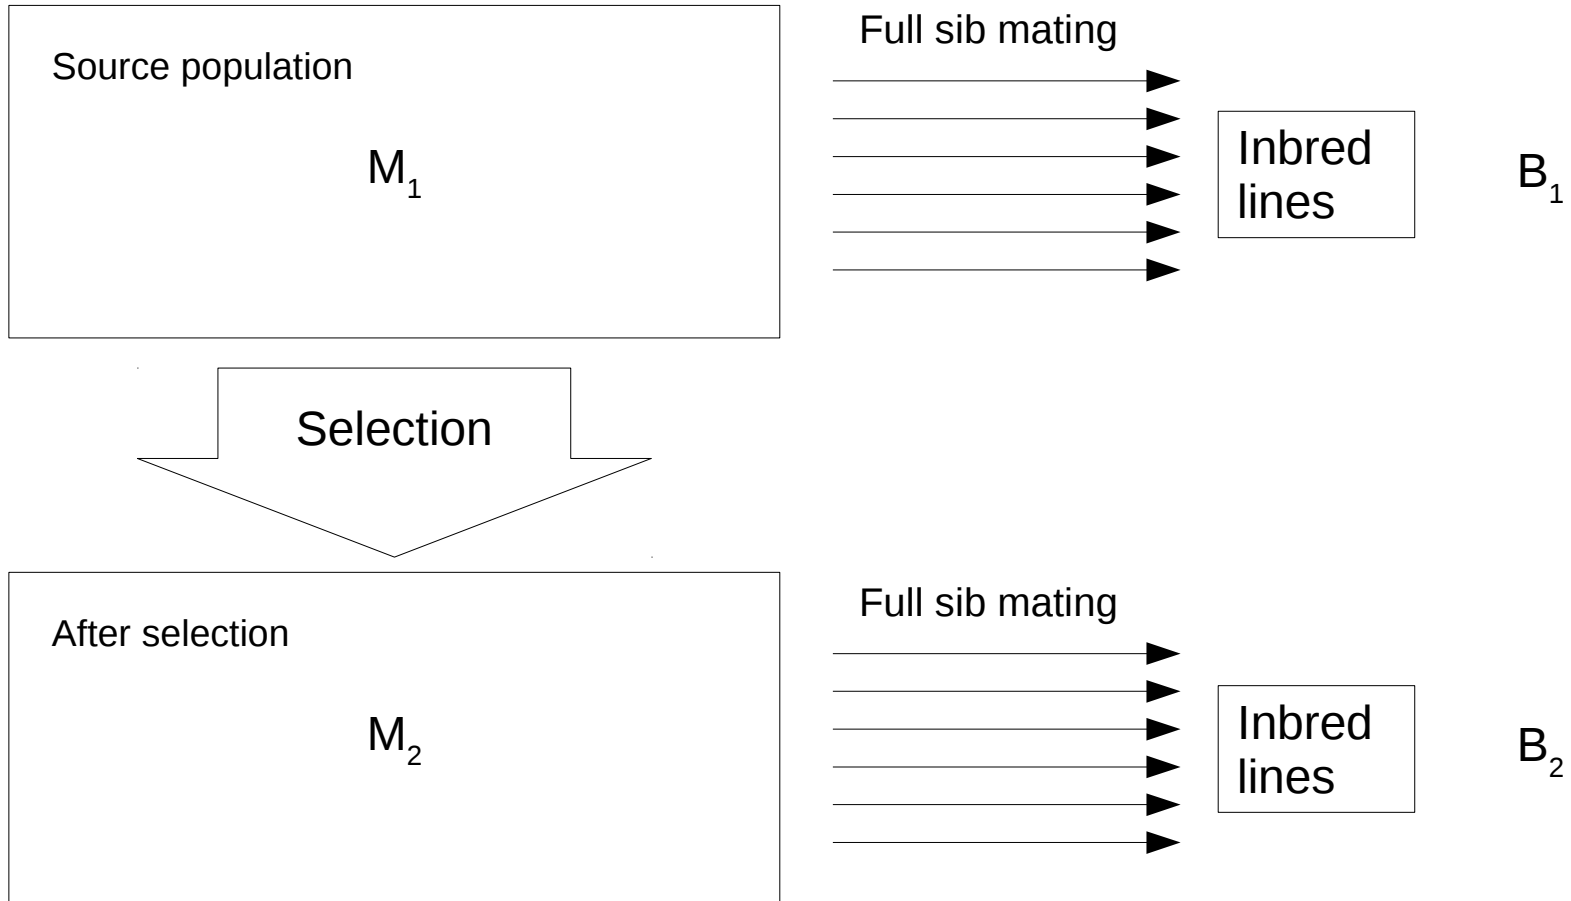 Source population
M₁
Full sib mating
Inbred
lines
B₁
Selection
After selection
M₂
Full sib mating
Inbred
lines
B₂